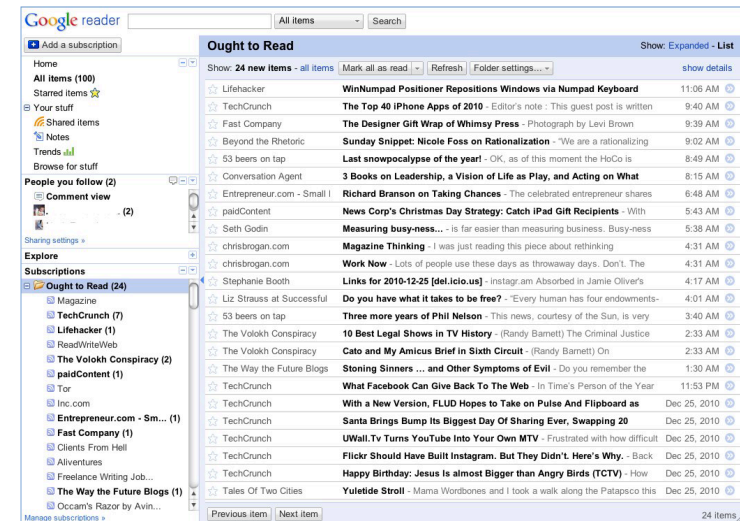 Google reader All items Search
Add a subscription
Home
All items (100)
Starred items
Your stuff
Shared items
Notes
Trends
Browse for stuff
People you follow (2)
Comment view
. (2)
Sharing settings »
Explore
Subscriptions
Ought to Read (24)
Magazine
TechCrunch (7)
Lifehacker (1)
ReadWriteWeb
The Volokh Conspiracy (2)
paidContent (1)
Tor
Inc.com
Entrepreneur.com - Sm... (1)
Fast Company (1)
Clients From Hell
Aliventures
Freelance Writing Job...
The Way the Future Blogs (1)
Occam's Razor by Avin...
Manage subscriptions »
Ought to Read Show: Expanded - List
Show: 24 new items - all items Mark all as read Refresh Folder settings... show details
Lifehacker WinNumpad Positioner Repositions Windows via Numpad Keyboard 11:06 AM
TechCrunch The Top 40 iPhone Apps of 2010 - Editor's note : This guest post is written 9:40 AM
Fast Company The Designer Gift Wrap of Whimsy Press - Photograph by Levi Brown 9:39 AM
Beyond the Rhetoric Sunday Snippet: Nicole Foss on Rationalization - "We are a rationalizing 9:02 AM
53 beers on tap Last snowpocalypse of the year! - OK, as of this moment the HoCo is 8:49 AM
Conversation Agent 3 Books on Leadership, a Vision of Life as Play, and Acting on What 8:15 AM
Entrepreneur.com - Small I Richard Branson on Taking Chances - The celebrated entrepreneur shares 6:48 AM
paidContent News Corp's Christmas Day Strategy: Catch iPad Gift Recipients - With 5:43 AM
Seth Godin Measuring busy-ness... - is far easier than measuring business. Busy-ness 5:38 AM
chrisbrogan.com Magazine Thinking - I was just reading this piece about rethinking 4:31 AM
chrisbrogan.com Work Now - Lots of people use these days as throwaway days. Don't. The 4:31 AM
Stephanie Booth Links for 2010-12-25 [del.icio.us] - instagr.am Absorbed in Jamie Oliver's 4:17 AM
Liz Strauss at Successful Do you have what it takes to be free? - "Every human has four endowments- 4:01 AM
53 beers on tap Three more years of Phil Nelson - This news, courtesy of the Sun, is very 3:40 AM
The Volokh Conspiracy 10 Best Legal Shows in TV History - (Randy Barnett) The Criminal Justice 2:33 AM
The Volokh Conspiracy Cato and My Amicus Brief in Sixth Circuit - (Randy Barnett) On 2:33 AM
The Way the Future Blogs Stoning Sinners ... and Other Symptoms of Evil - Do you remember the 1:30 AM
TechCrunch What Facebook Can Give Back To The Web - In Time's Person of the Year 11:53 PM
TechCrunch With a New Version, FLUD Hopes to Take on Pulse And Flipboard as Dec 25, 2010
TechCrunch Santa Brings Bump Its Biggest Day Of Sharing Ever, Swapping 20 Dec 25, 2010
TechCrunch UWall.Tv Turns YouTube Into Your Own MTV - Frustrated with how difficult Dec 25, 2010
TechCrunch Flickr Should Have Built Instagram. But They Didn't. Here's Why. - Back Dec 25, 2010
TechCrunch Happy Birthday: Jesus Is almost Bigger than Angry Birds (TCTV) - How Dec 25, 2010
Tales Of Two Cities Yuletide Stroll - Mama Wordbones and I took a walk along the Patapsco this Dec 25, 2010
Previous item Next item 24 items